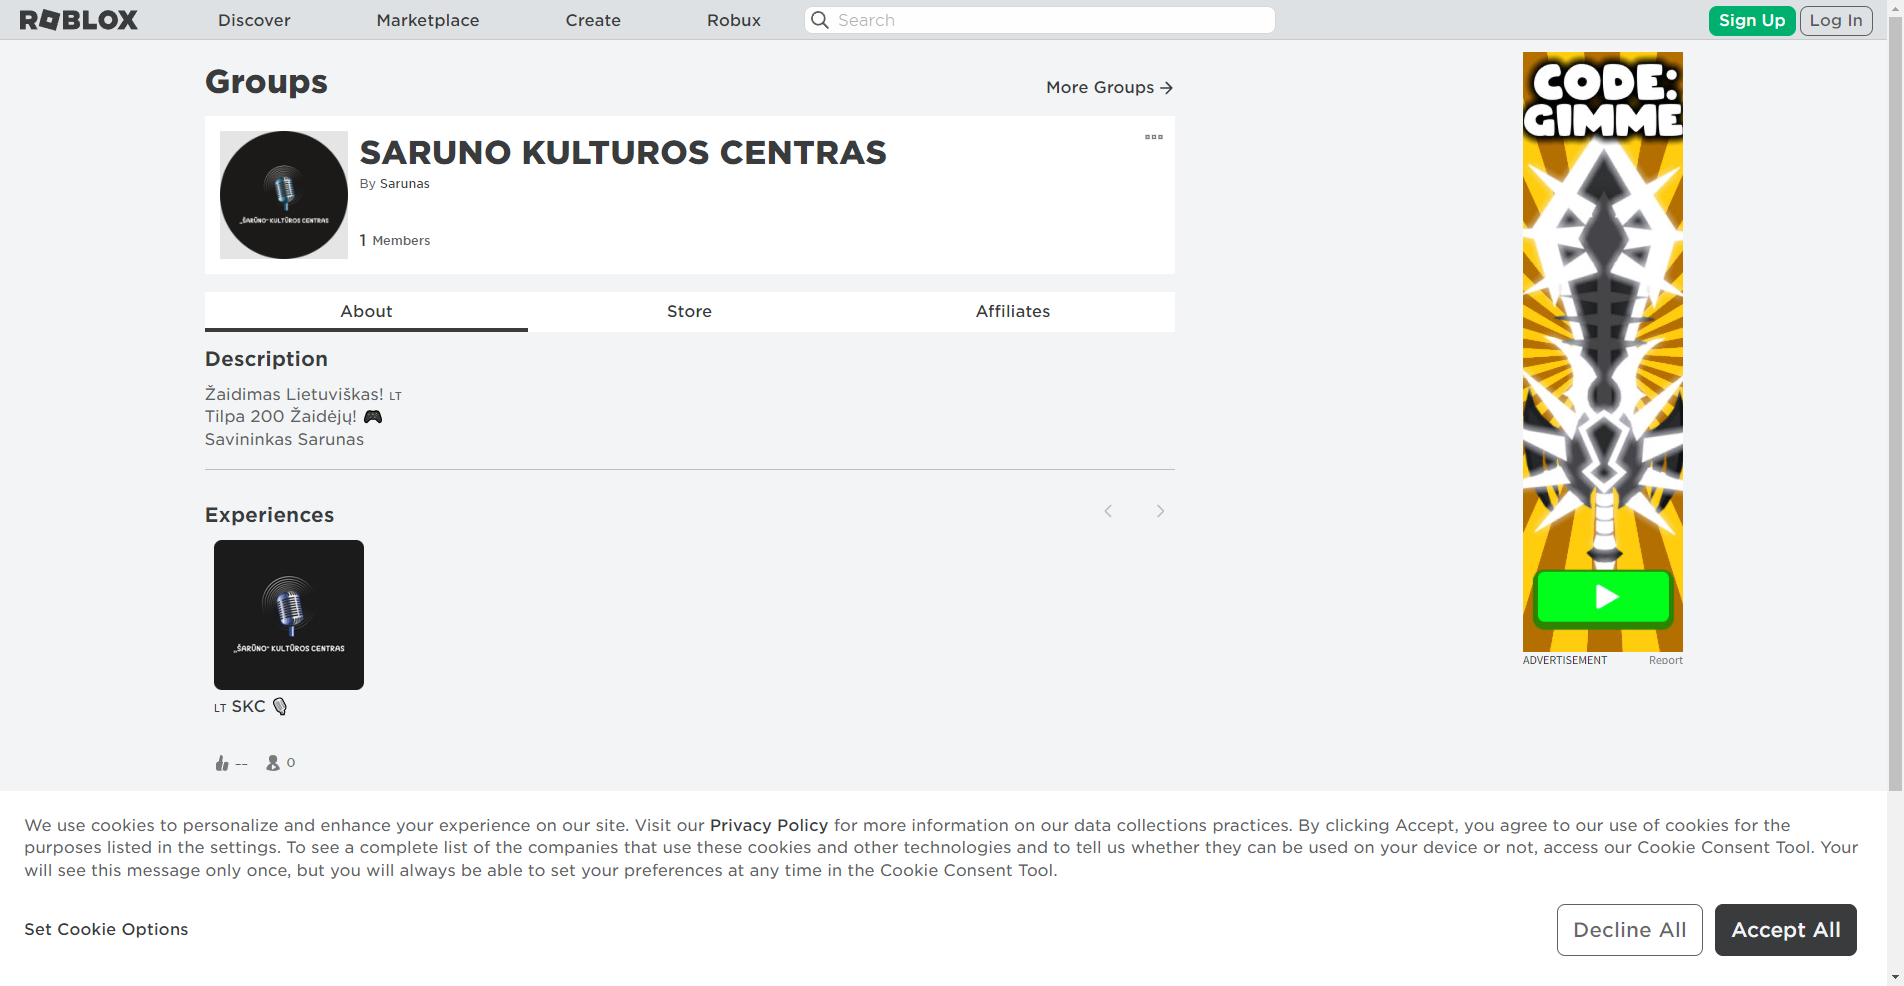 ROBLOX
Discover
Marketplace
Create
Robux
Search
Sign Up
Log In
Groups
More Groups
SARUNO KULTUROS CENTRAS
By Sarunas
1 Members
„ŠARŪNO“ KULTŪROS CENTRAS
About
Store
Affiliates
Description
Žaidimas Lietuviškas! LT
Tilpa 200 Žaidėjų! 🎮
Savininkas Sarunas
Experiences
„ŠARŪNO“ KULTŪROS CENTRAS
LT SKC
--
0
CODE:
GIMME
ADVERTISEMENT
Report
We use cookies to personalize and enhance your experience on our site. Visit our Privacy Policy for more information on our data collections practices. By clicking Accept, you agree to our use of cookies for the
purposes listed in the settings. To see a complete list of the companies that use these cookies and other technologies and to tell us whether they can be used on your device or not, access our Cookie Consent Tool. Your
will see this message only once, but you will always be able to set your preferences at any time in the Cookie Consent Tool.
Set Cookie Options
Decline All
Accept All